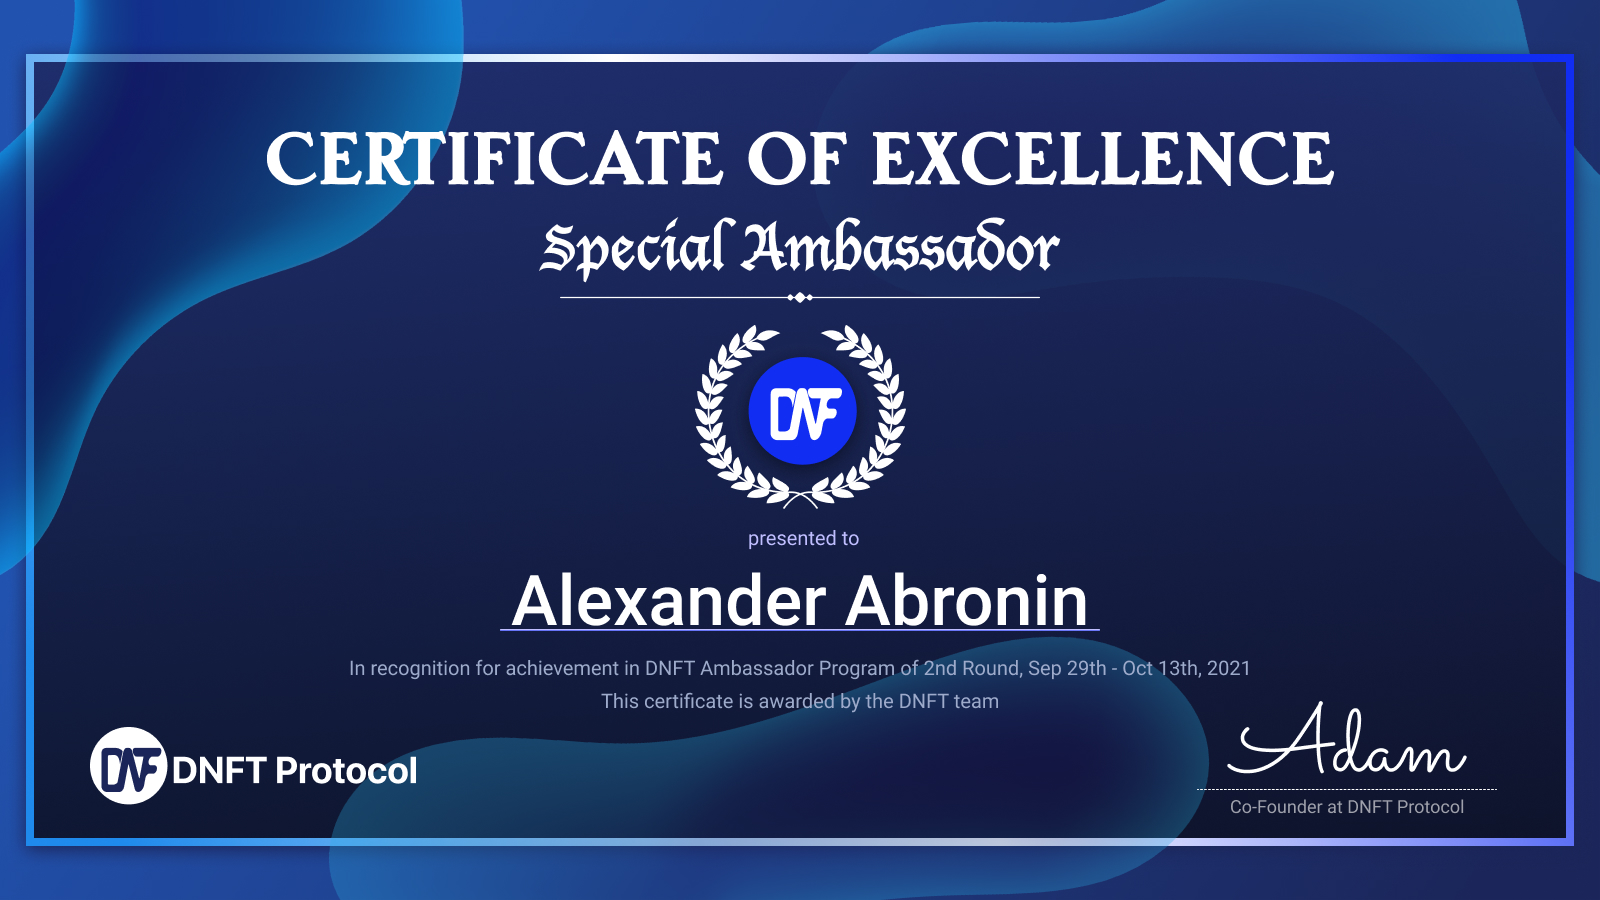 CERTIFICATE OF EXCELLENCE
Special Ambassador
DNF
presented to
Alexander Abronin
In recognition for achievement in DNFT Ambassador Program of 2nd Round, Sep 29th - Oct 13th, 2021
This certificate is awarded by the DNFT team
Adam
DNF DNFT Protocol
Co-Founder at DNFT Protocol